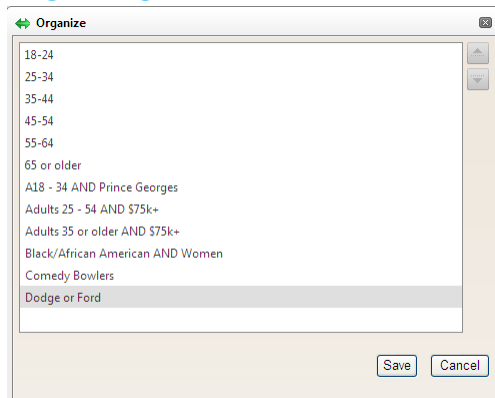 Organize
18-24
25-34
35-44
45-54
55-64
65 or older
A18 - 34 AND Prince Georges
Adults 25 - 54 AND $75k+
Adults 35 or older AND $75k+
Black/African American AND Women
Comedy Bowlers
Dodge or Ford
Save Cancel